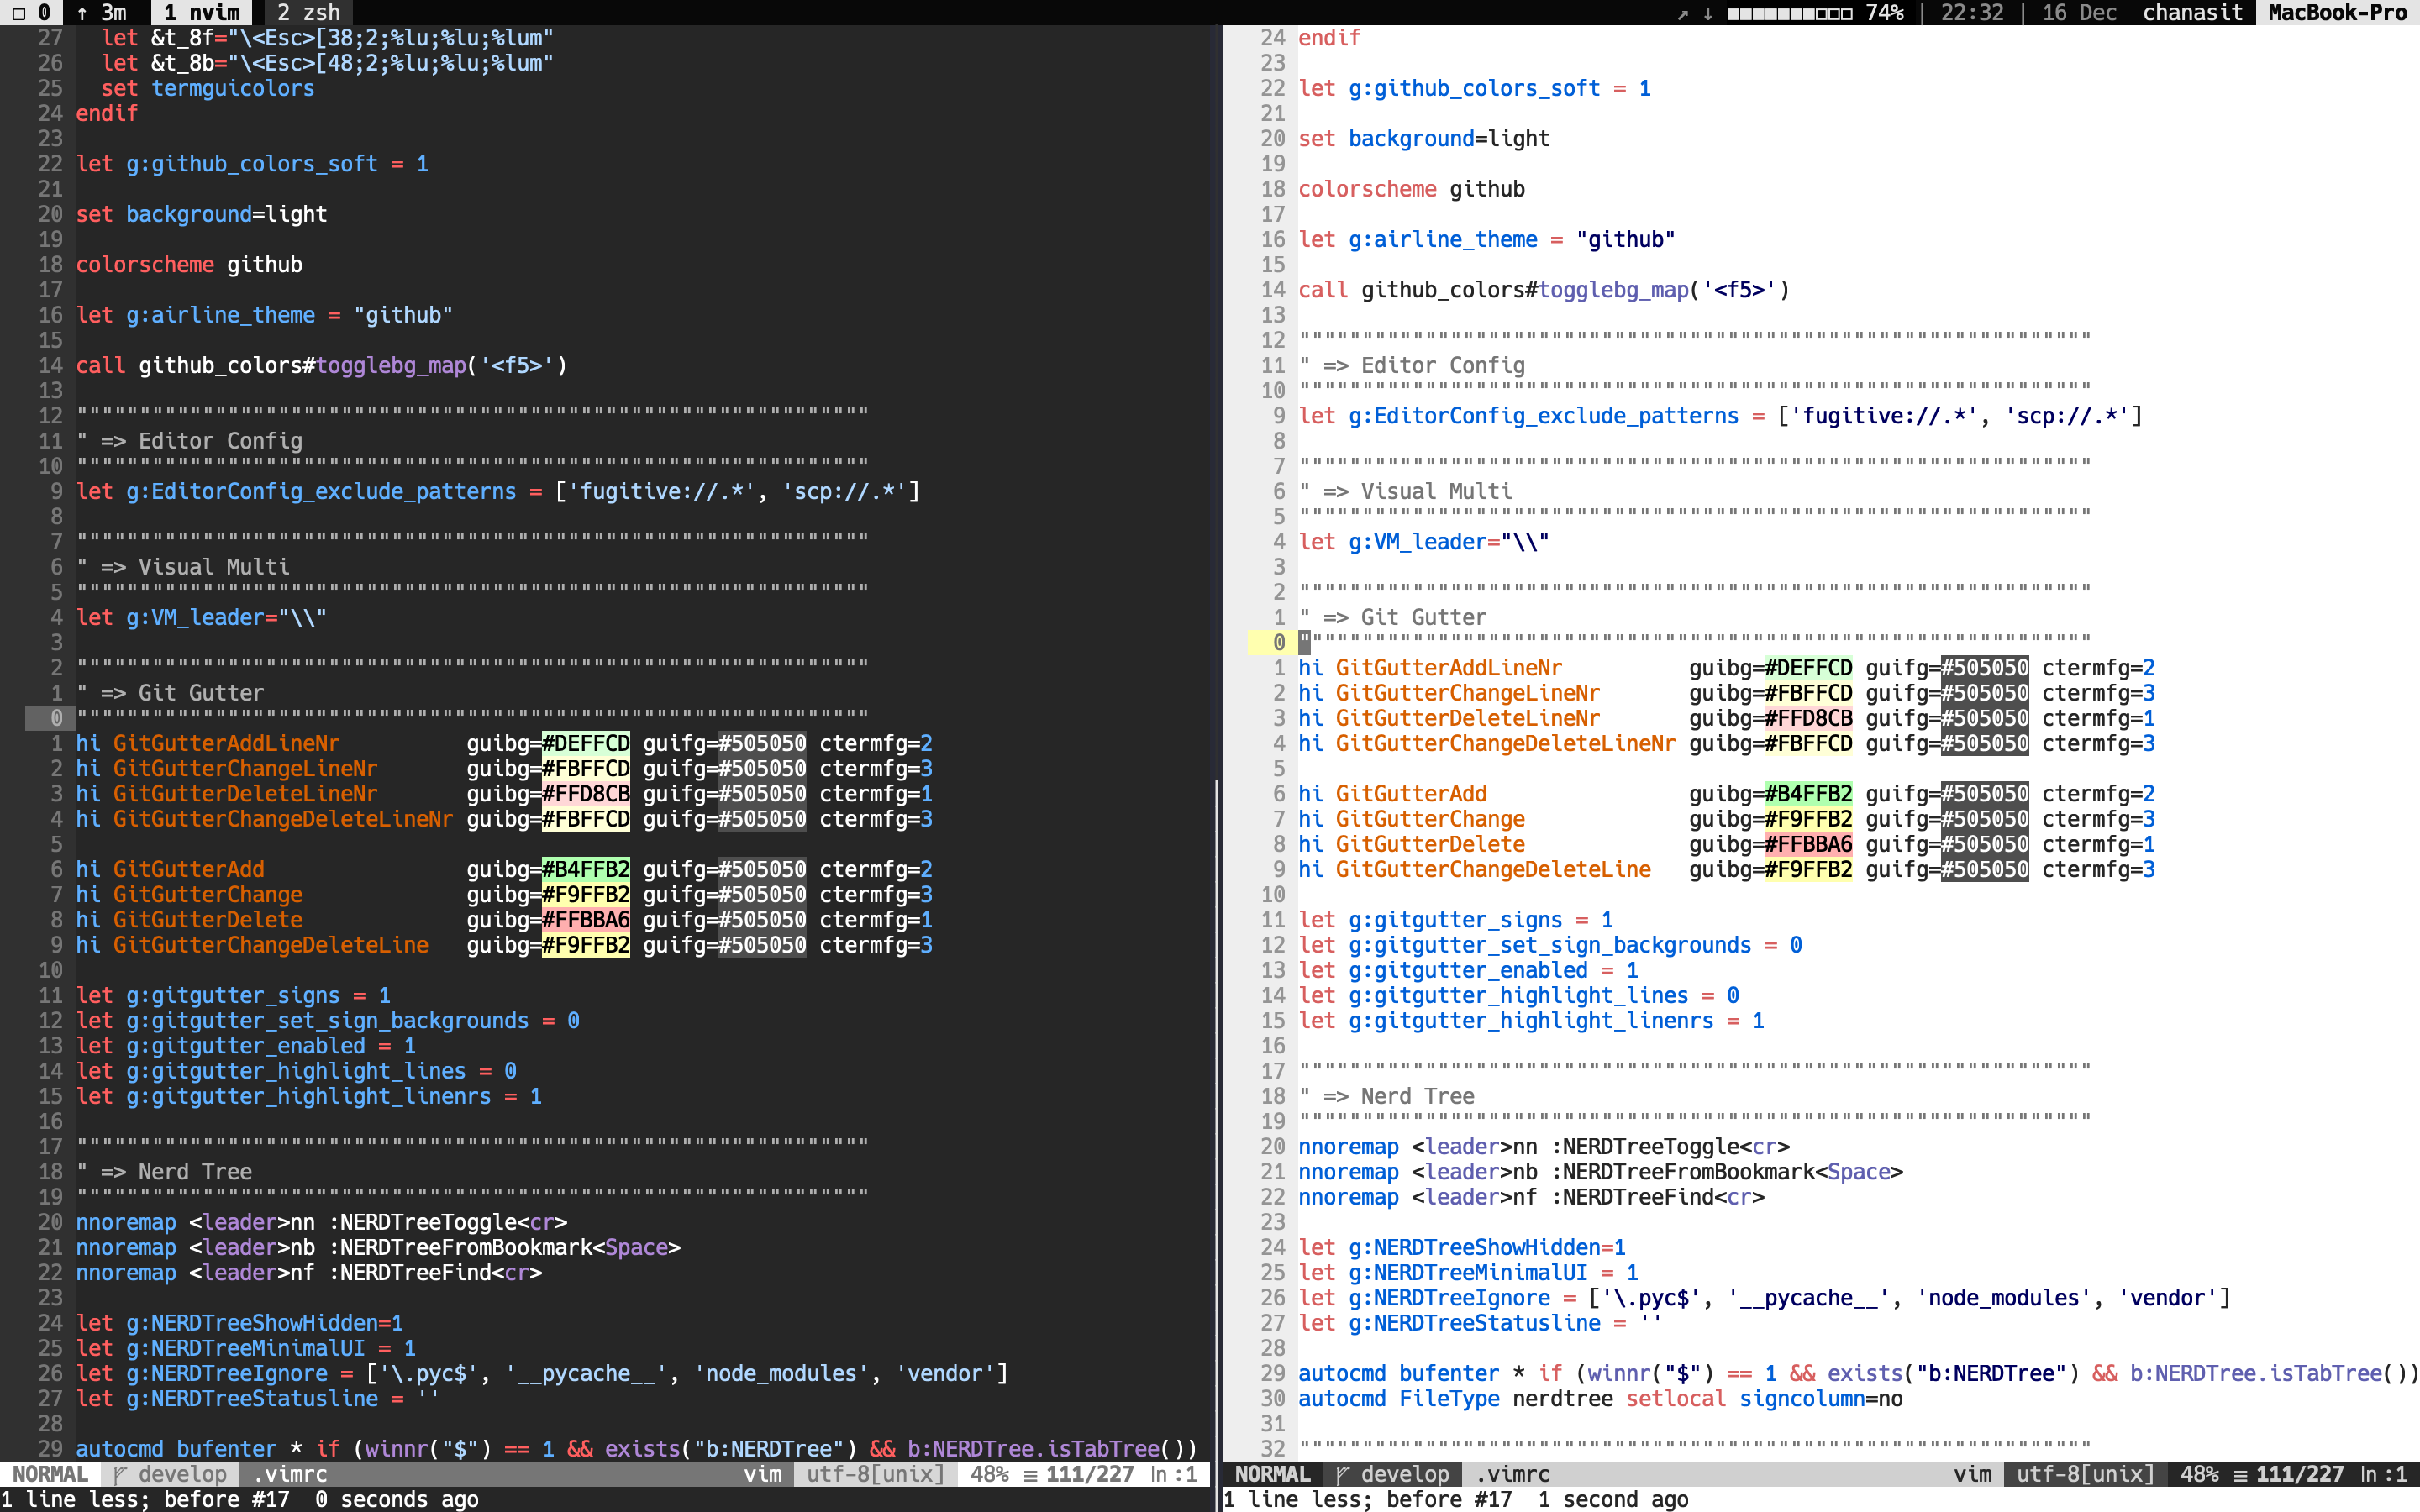 ❐ 0 ↑ 3m 1 nvim 2 zsh ↗ ↓ ■■■■■■■□□□ 74% | 22:32 | 16 Dec chanasit MacBook-Pro
27 let &t_8f="\<Esc>[38;2;%lu;%lu;%lum"
26 let &t_8b="\<Esc>[48;2;%lu;%lu;%lum"
25 set termguicolors
24 endif
23
22 let g:github_colors_soft = 1
21
20 set background=light
19
18 colorscheme github
17
16 let g:airline_theme = "github"
15
14 call github_colors#togglebg_map('<f5>')
13
12 """""""""""""""""""""""""""""""""""""""""""""""""""""""""""""""
11 " => Editor Config
10 """""""""""""""""""""""""""""""""""""""""""""""""""""""""""""""
9 let g:EditorConfig_exclude_patterns = ['fugitive://.*', 'scp://.*']
8
7 """""""""""""""""""""""""""""""""""""""""""""""""""""""""""""""
6 " => Visual Multi
5 """""""""""""""""""""""""""""""""""""""""""""""""""""""""""""""
4 let g:VM_leader="\\"
3
2 """""""""""""""""""""""""""""""""""""""""""""""""""""""""""""""
1 " => Git Gutter
0 """""""""""""""""""""""""""""""""""""""""""""""""""""""""""""""
1 hi GitGutterAddLineNr          guibg=#DEFFCD guifg=#505050 ctermfg=2
2 hi GitGutterChangeLineNr       guibg=#FBFFCD guifg=#505050 ctermfg=3
3 hi GitGutterDeleteLineNr       guibg=#FFD8CB guifg=#505050 ctermfg=1
4 hi GitGutterChangeDeleteLineNr guibg=#FBFFCD guifg=#505050 ctermfg=3
5
6 hi GitGutterAdd                guibg=#B4FFB2 guifg=#505050 ctermfg=2
7 hi GitGutterChange             guibg=#F9FFB2 guifg=#505050 ctermfg=3
8 hi GitGutterDelete             guibg=#FFBBA6 guifg=#505050 ctermfg=1
9 hi GitGutterChangeDeleteLine   guibg=#F9FFB2 guifg=#505050 ctermfg=3
10
11 let g:gitgutter_signs = 1
12 let g:gitgutter_set_sign_backgrounds = 0
13 let g:gitgutter_enabled = 1
14 let g:gitgutter_highlight_lines = 0
15 let g:gitgutter_highlight_linenrs = 1
16
17 """""""""""""""""""""""""""""""""""""""""""""""""""""""""""""""
18 " => Nerd Tree
19 """""""""""""""""""""""""""""""""""""""""""""""""""""""""""""""
20 nnoremap <leader>nn :NERDTreeToggle<cr>
21 nnoremap <leader>nb :NERDTreeFromBookmark<Space>
22 nnoremap <leader>nf :NERDTreeFind<cr>
23
24 let g:NERDTreeShowHidden=1
25 let g:NERDTreeMinimalUI = 1
26 let g:NERDTreeIgnore = ['\.pyc$', '__pycache__', 'node_modules', 'vendor']
27 let g:NERDTreeStatusline = ''
28
29 autocmd bufenter * if (winnr("$") == 1 && exists("b:NERDTree") && b:NERDTree.isTabTree())
NORMAL develop .vimrc vim utf-8[unix] 48% ≡ 111/227 ln :1
1 line less; before #17  0 seconds ago
24 endif
23
22 let g:github_colors_soft = 1
21
20 set background=light
19
18 colorscheme github
17
16 let g:airline_theme = "github"
15
14 call github_colors#togglebg_map('<f5>')
13
12 """""""""""""""""""""""""""""""""""""""""""""""""""""""""""""""
11 " => Editor Config
10 """""""""""""""""""""""""""""""""""""""""""""""""""""""""""""""
9 let g:EditorConfig_exclude_patterns = ['fugitive://.*', 'scp://.*']
8
7 """""""""""""""""""""""""""""""""""""""""""""""""""""""""""""""
6 " => Visual Multi
5 """""""""""""""""""""""""""""""""""""""""""""""""""""""""""""""
4 let g:VM_leader="\\"
3
2 """""""""""""""""""""""""""""""""""""""""""""""""""""""""""""""
1 " => Git Gutter
0 """""""""""""""""""""""""""""""""""""""""""""""""""""""""""""""
1 hi GitGutterAddLineNr          guibg=#DEFFCD guifg=#505050 ctermfg=2
2 hi GitGutterChangeLineNr       guibg=#FBFFCD guifg=#505050 ctermfg=3
3 hi GitGutterDeleteLineNr       guibg=#FFD8CB guifg=#505050 ctermfg=1
4 hi GitGutterChangeDeleteLineNr guibg=#FBFFCD guifg=#505050 ctermfg=3
5
6 hi GitGutterAdd                guibg=#B4FFB2 guifg=#505050 ctermfg=2
7 hi GitGutterChange             guibg=#F9FFB2 guifg=#505050 ctermfg=3
8 hi GitGutterDelete             guibg=#FFBBA6 guifg=#505050 ctermfg=1
9 hi GitGutterChangeDeleteLine   guibg=#F9FFB2 guifg=#505050 ctermfg=3
10
11 let g:gitgutter_signs = 1
12 let g:gitgutter_set_sign_backgrounds = 0
13 let g:gitgutter_enabled = 1
14 let g:gitgutter_highlight_lines = 0
15 let g:gitgutter_highlight_linenrs = 1
16
17 """""""""""""""""""""""""""""""""""""""""""""""""""""""""""""""
18 " => Nerd Tree
19 """""""""""""""""""""""""""""""""""""""""""""""""""""""""""""""
20 nnoremap <leader>nn :NERDTreeToggle<cr>
21 nnoremap <leader>nb :NERDTreeFromBookmark<Space>
22 nnoremap <leader>nf :NERDTreeFind<cr>
23
24 let g:NERDTreeShowHidden=1
25 let g:NERDTreeMinimalUI = 1
26 let g:NERDTreeIgnore = ['\.pyc$', '__pycache__', 'node_modules', 'vendor']
27 let g:NERDTreeStatusline = ''
28
29 autocmd bufenter * if (winnr("$") == 1 && exists("b:NERDTree") && b:NERDTree.isTabTree())
30 autocmd FileType nerdtree setlocal signcolumn=no
31
32 """""""""""""""""""""""""""""""""""""""""""""""""""""""""""""""
NORMAL develop .vimrc vim utf-8[unix] 48% ≡ 111/227 ln :1
1 line less; before #17  1 second ago